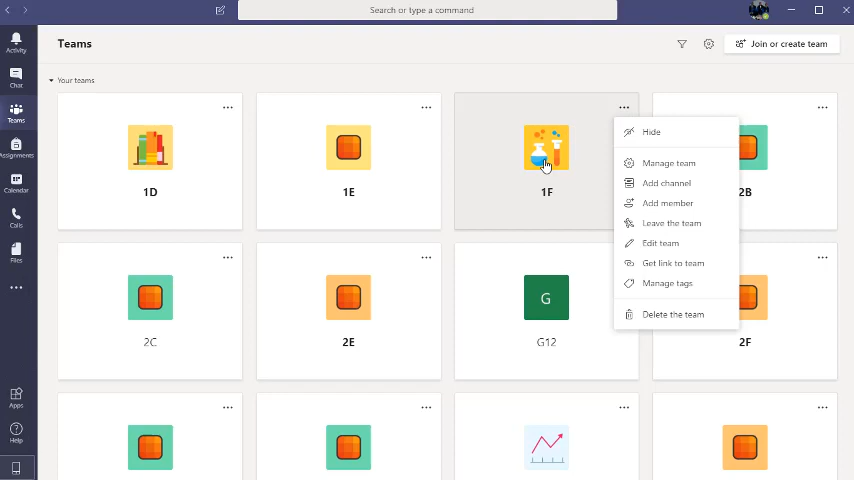 Search or type a command
Activity
Chat
Teams
Assignments
Calendar
Calls
Files
Apps
Help
Teams
Join or create team
Your teams
1D
1E
1F
2B
Hide
Manage team
Add channel
Add member
Leave the team
Edit team
Get link to team
Manage tags
Delete the team
2C
2E
G
G12
2F